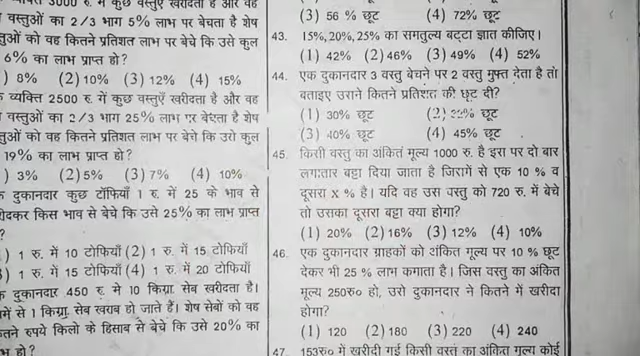 3000 रु. में कुछ वस्तुएँ खरीदता है और वह
वस्तुओं का 2/3 भाग 5% लाभ पर बेचता है शेष
तुओं को वह कितने प्रतिशत लाभ पर बेचे कि उसे कुल
6% का लाभ प्राप्त हो?
) 8% (2) 10% (3) 12% (4) 15%
व्यक्ति 2500 रु. में कुछ वस्तुएँ खरीदता है और वह
वस्तुओं का 2/3 भाग 25% लाभ पर बेचता है शेष
तुओं को वह कितने प्रतिशत लाभ पर बेचे कि उसे कुल
19% का लाभ प्राप्त हो?
) 3% (2) 5% (3) 7% (4) 10%
दुकानदार कुछ टॉफियाँ 1 रु. में 25 के भाव से
ीदकर किस भाव से बेचे कि उसे 25% का लाभ प्राप्त
?
) 1 रु. में 10 टोफियाँ (2) 1 रु. में 15 टोफियाँ
) 1 रु. में 15 टोफियाँ (4) 1 रु. में 20 टोफियाँ
दुकानदार 450 रु. मे 10 किग्रा. सेब खरीदता है।
में से 1 किग्रा. सेब खराब हो जाते हैं। शेष सेबों को वह
तने रुपये किलो के हिसाब से बेचे कि उसे 20% का
हो?
(3) 56 % छूट (4) 72% छूट
43. 15%, 20%, 25% का समतुल्य बट्टा ज्ञात कीजिए।
(1) 42% (2) 46% (3) 49% (4) 52%
44. एक दुकानदार 3 वस्तु बेचने पर 2 वस्तु मुफ्त देता है तो
बताइए उसने कितने प्रतिशत की छूट दी?
(1) 30% छूट (2) छूट
(3) 40% छूट (4) 45% छूट
45. किसी वस्तु का अंकित मूल्य 1000 रु. है इस पर दो बार
लगातार बट्टा दिया जाता है जिसमें से एक 10 % व
दूसरा x % है। यदि वह उस वस्तु को 720 रु. में बेचे
तो उसका दूसरा बट्टा क्या होगा?
(1) 20% (2) 16% (3) 12% (4) 10%
46. एक दुकानदार ग्राहकों को अंकित मूल्य पर 10 % छूट
देकर भी 25 % लाभ कमाता है। जिस वस्तु का अंकित
मूल्य 250रु० हो, उसे दुकानदार ने कितने में खरीदा
होगा?
(1) 120 (2) 180 (3) 220 (4) 240
47. 153रु० में खरीदी गई किसी वस्तु का अंकित मूल्य कोई